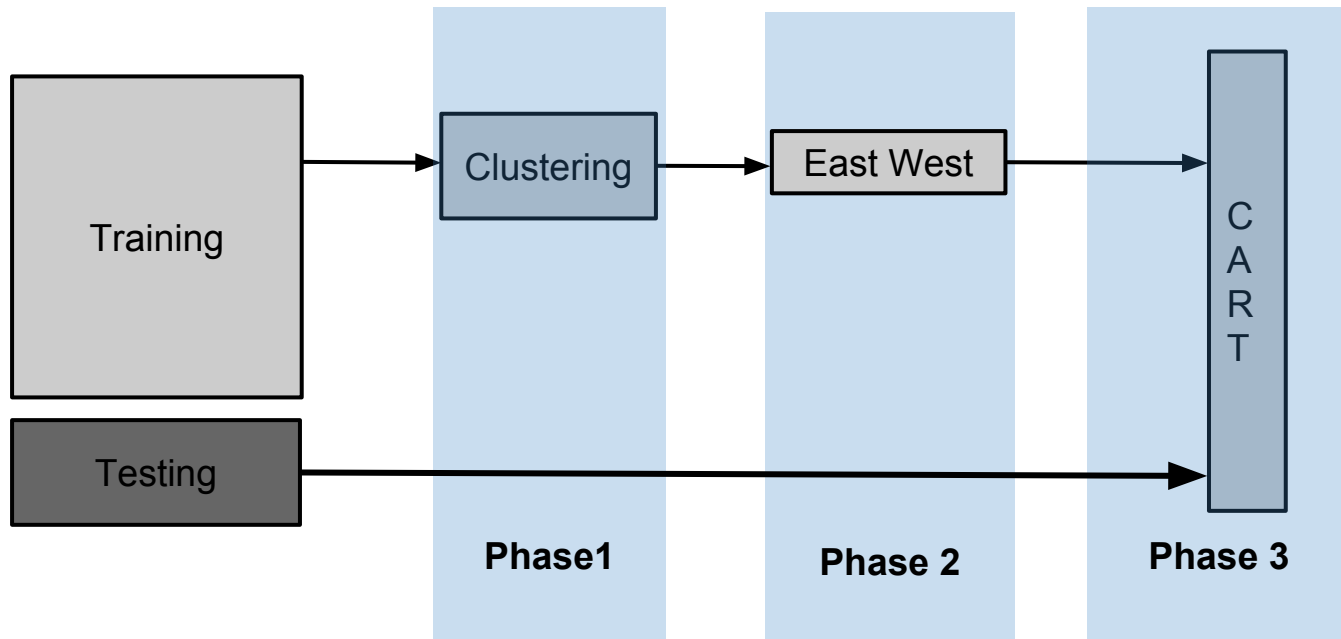 Training
Clustering
East West
C
A
R
T
Testing
Phase1
Phase 2
Phase 3